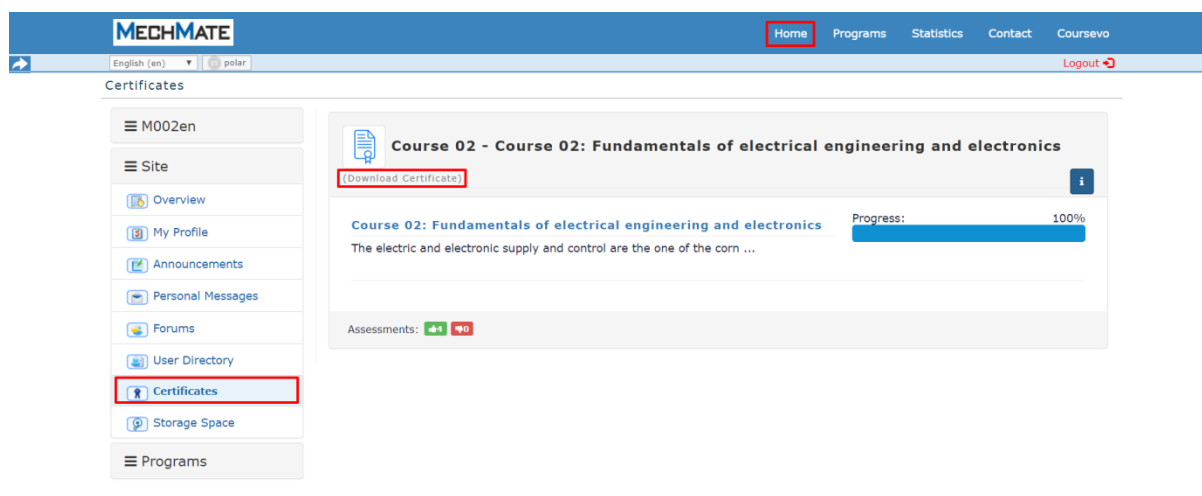 MECHMATE
Home Programs Statistics Contact Coursevo
English (en) polar Logout
Certificates
M002en
Site
Overview
My Profile
Announcements
Personal Messages
Forums
User Directory
Certificates
Storage Space
Programs
Course 02 - Course 02: Fundamentals of electrical engineering and electronics
(Download Certificate)
i
Course 02: Fundamentals of electrical engineering and electronics
Progress: 100%
The electric and electronic supply and control are the one of the corn ...
Assessments: 4 0